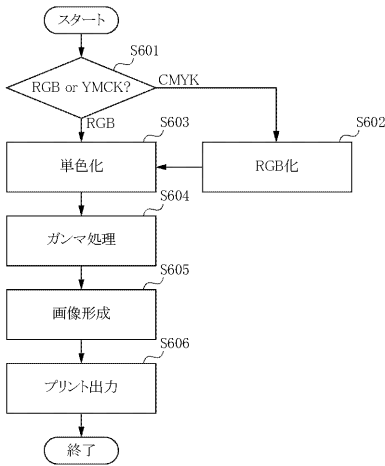 スタート
S601
RGB or YMCK?
CMYK
RGB
S603
S602
単色化
RGB化
S604
ガンマ処理
S605
画像形成
S606
プリント出力
終了